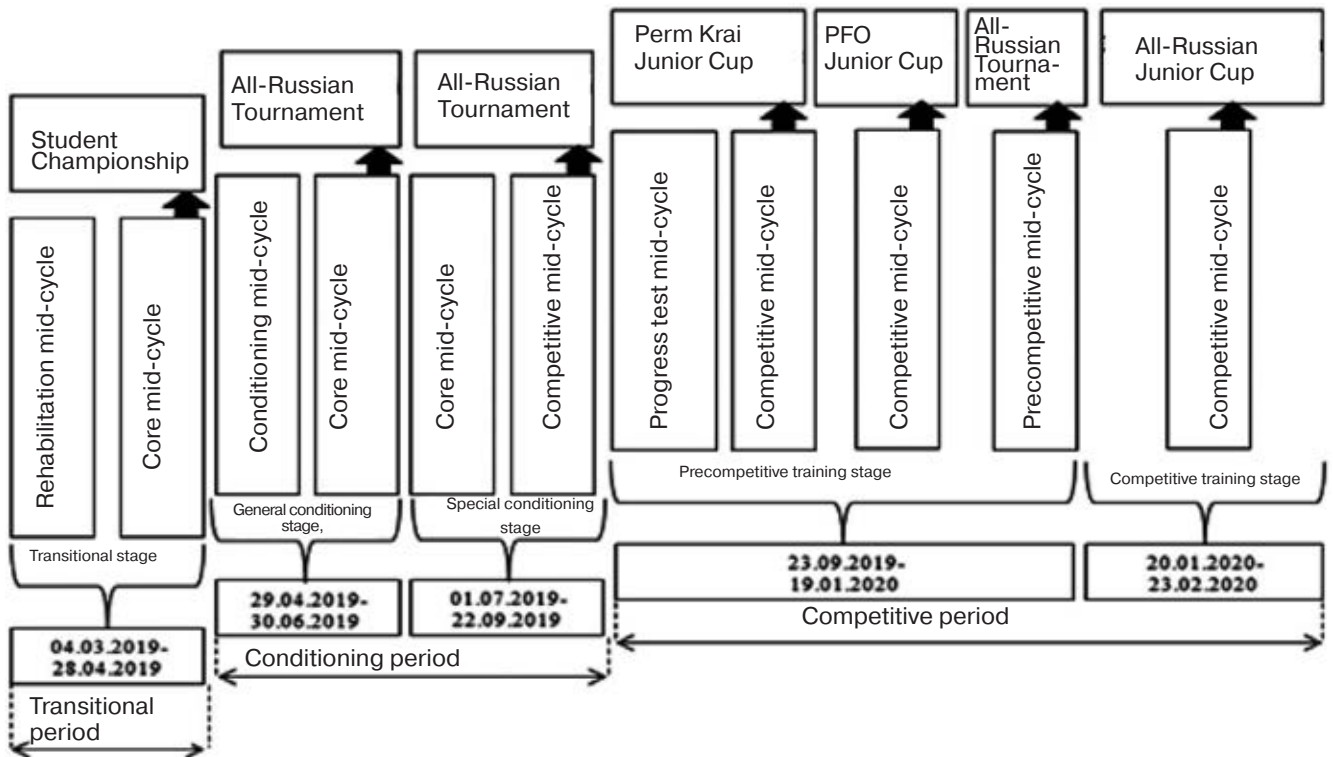 Student
Championship
All-Russian
Tournament
All-Russian
Tournament
Perm Krai
Junior Cup
PFO
Junior Cup
All-
Russian
Tourna-
ment
All-Russian
Junior Cup
Rehabilitation mid-cycle
Core mid-cycle
Conditioning mid-cycle
Core mid-cycle
Core mid-cycle
Competitive mid-cycle
Progress test mid-cycle
Competitive mid-cycle
Competitive mid-cycle
Precompetitive mid-cycle
Competitive mid-cycle
Transitional stage
General conditioning
stage,
Special conditioning
stage
Precompetitive training stage
Competitive training stage
04.03.2019-
28.04.2019
29.04.2019-
30.06.2019
01.07.2019-
22.09.2019
23.09.2019-
19.01.2020
20.01.2020-
23.02.2020
Transitional
period
Conditioning period
Competitive period